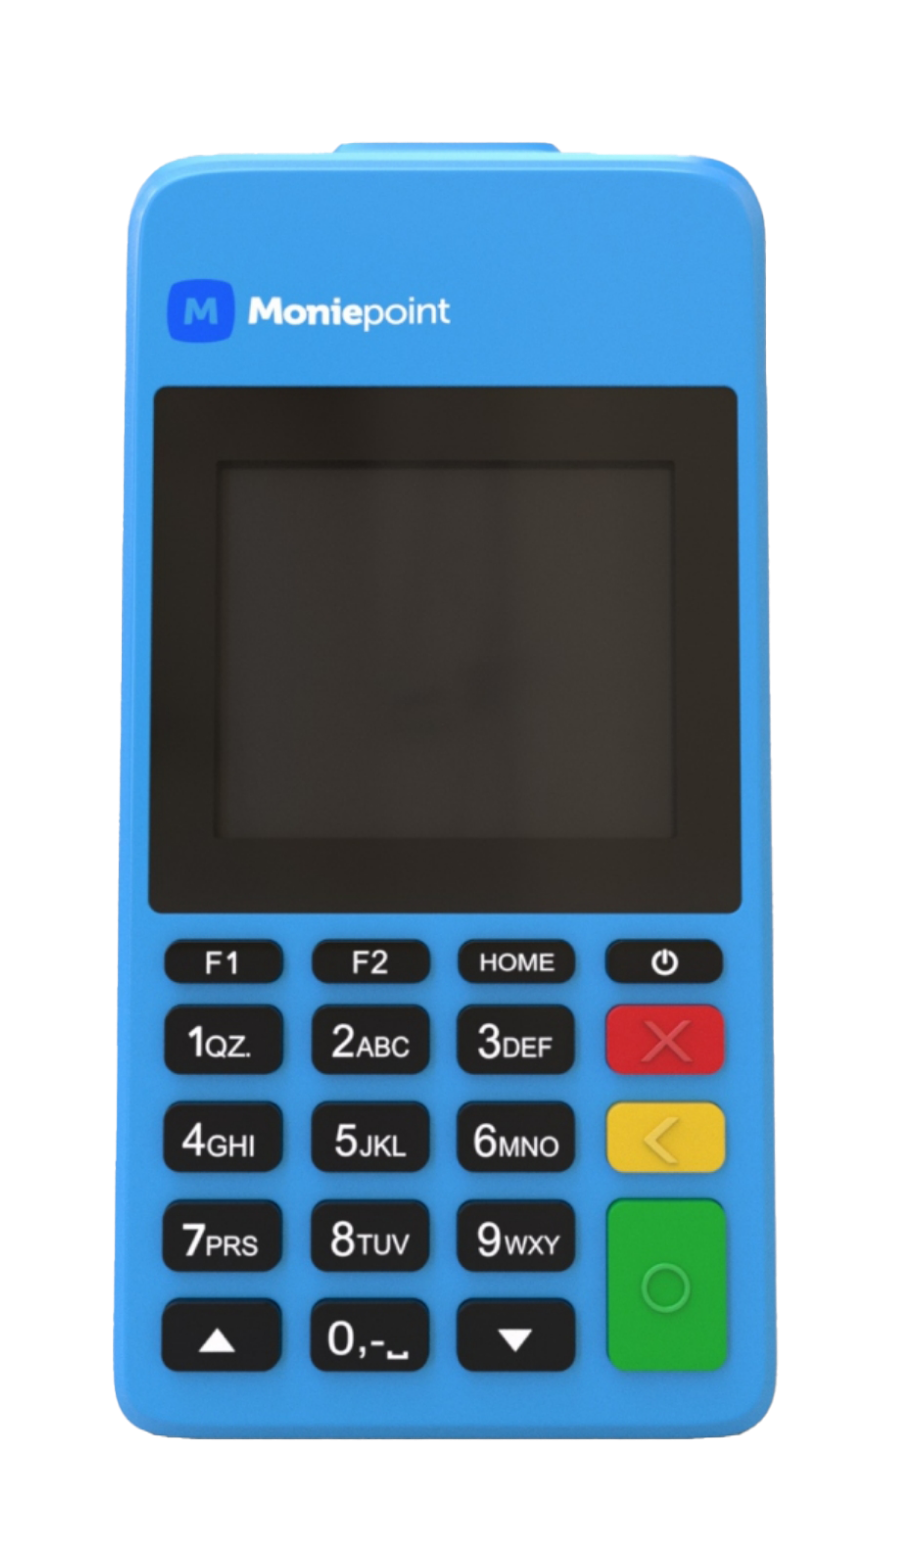 M Moniepoint
F1 F2 HOME
1QZ. 2ABC 3DEF
4GHI 5JKL 6MNO
7PRS 8TUV 9WXY
0,-␣